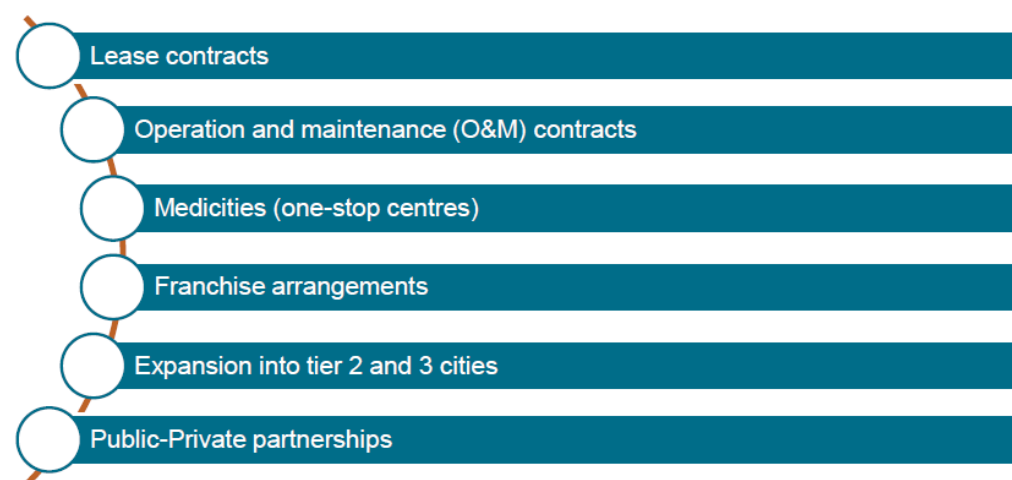 Lease contracts
Operation and maintenance (O&M) contracts
Medicities (one-stop centres)
Franchise arrangements
Expansion into tier 2 and 3 cities
Public-Private partnerships